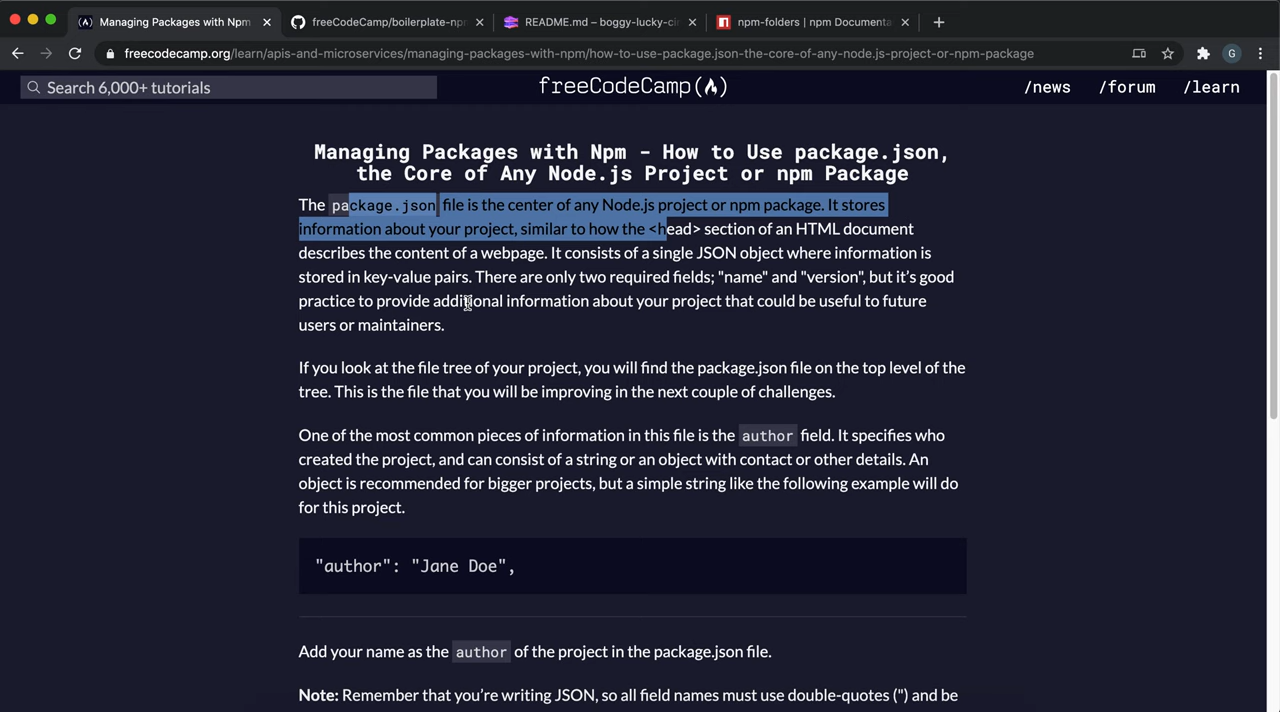 Managing Packages with Npm
freeCodeCamp/boilerplate-npm
README.md – boggy-lucky-ci
npm-folders | npm Documenta
freecodecamp.org/learn/apis-and-microservices/managing-packages-with-npm/how-to-use-package.json-the-core-of-any-node.js-project-or-npm-package
G
Search 6,000+ tutorials
freeCodeCamp
/news
/forum
/learn
Managing Packages with Npm - How to Use package.json,
the Core of Any Node.js Project or npm Package
The package.json file is the center of any Node.js project or npm package. It stores
information about your project, similar to how the <head> section of an HTML document
describes the content of a webpage. It consists of a single JSON object where information is
stored in key-value pairs. There are only two required fields; "name" and "version", but it's good
practice to provide additional information about your project that could be useful to future
users or maintainers.
If you look at the file tree of your project, you will find the package.json file on the top level of the
tree. This is the file that you will be improving in the next couple of challenges.
One of the most common pieces of information in this file is the author field. It specifies who
created the project, and can consist of a string or an object with contact or other details. An
object is recommended for bigger projects, but a simple string like the following example will do
for this project.
"author": "Jane Doe",
Add your name as the author of the project in the package.json file.
Note: Remember that you're writing JSON, so all field names must use double-quotes (") and be